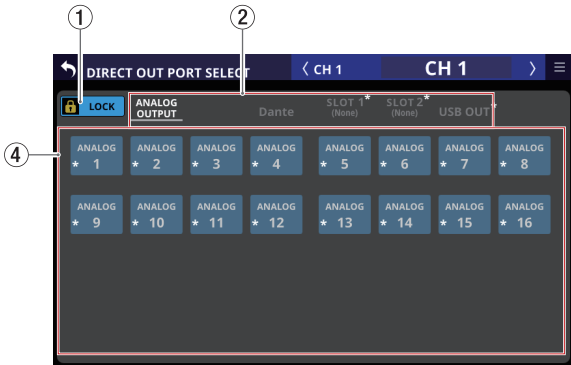 ① ②
DIRECT OUT PORT SELECT 〈 CH 1 CH 1 〉
LOCK
ANALOG
OUTPUT
Dante
SLOT 1*
(None)
SLOT 2*
(None)
USB OUT*
④
ANALOG ANALOG ANALOG ANALOG ANALOG ANALOG ANALOG ANALOG
* 1 * 2 * 3 * 4 * 5 * 6 * 7 * 8
ANALOG ANALOG ANALOG ANALOG ANALOG ANALOG ANALOG ANALOG
* 9 * 10 * 11 * 12 * 13 * 14 * 15 * 16